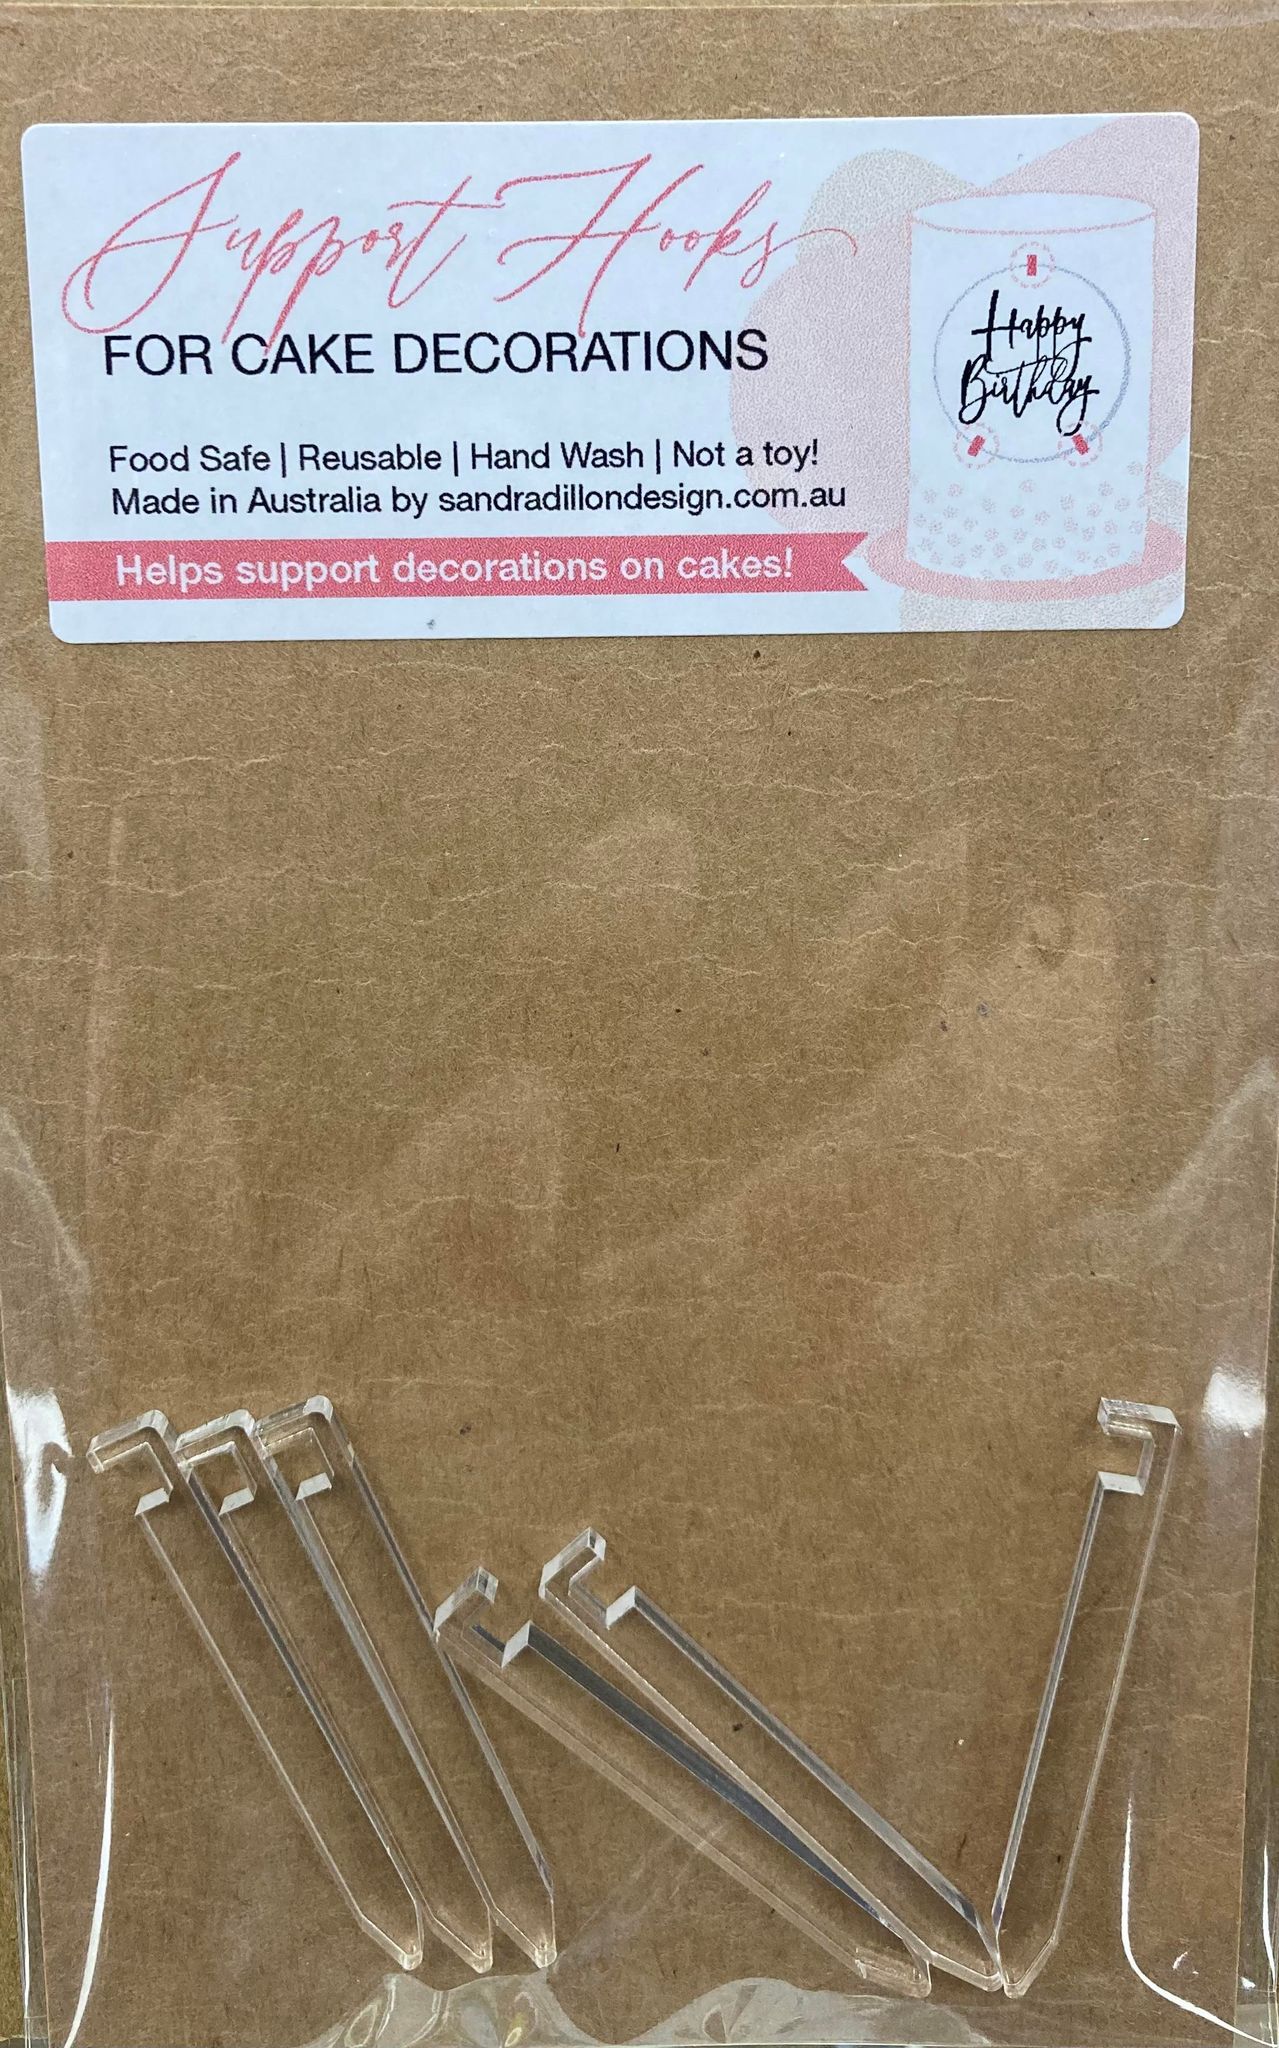 Support Hooks
FOR CAKE DECORATIONS
Food Safe | Reusable | Hand Wash | Not a toy!
Made in Australia by sandradillondesign.com.au
Helps support decorations on cakes!
Happy
Birthday